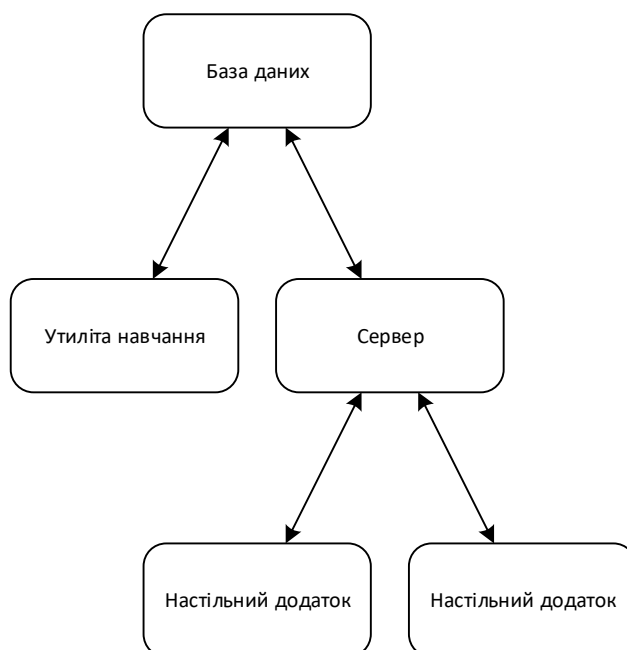 База даних
Утиліта навчання
Сервер
Настільний додаток
Настільний додаток